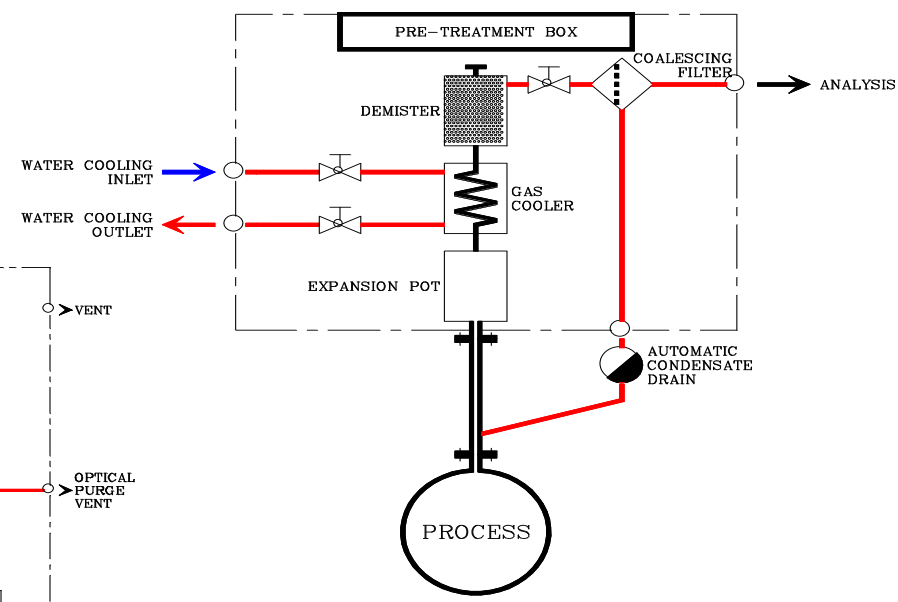 PRE-TREATMENT BOX
COALESCING
FILTER
ANALYSIS
DEMISTER
WATER COOLING
INLET
GAS
COOLER
WATER COOLING
OUTLET
EXPANSION POT
VENT
AUTOMATIC
CONDENSATE
DRAIN
OPTICAL
PURGE
VENT
PROCESS